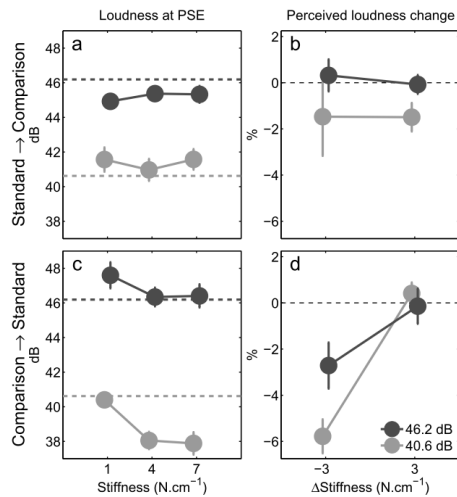 Loudness at PSE
Perceived loudness change
a
b
Standard → Comparison
dB
48
46
44
42
40
38
%
2
0
−2
−4
−6
c
d
Comparison → Standard
dB
48
46
44
42
40
38
%
2
0
−2
−4
−6
46.2 dB
40.6 dB
1 4 7
−3 3
Stiffness (N.cm⁻¹)
ΔStiffness (N.cm⁻¹)